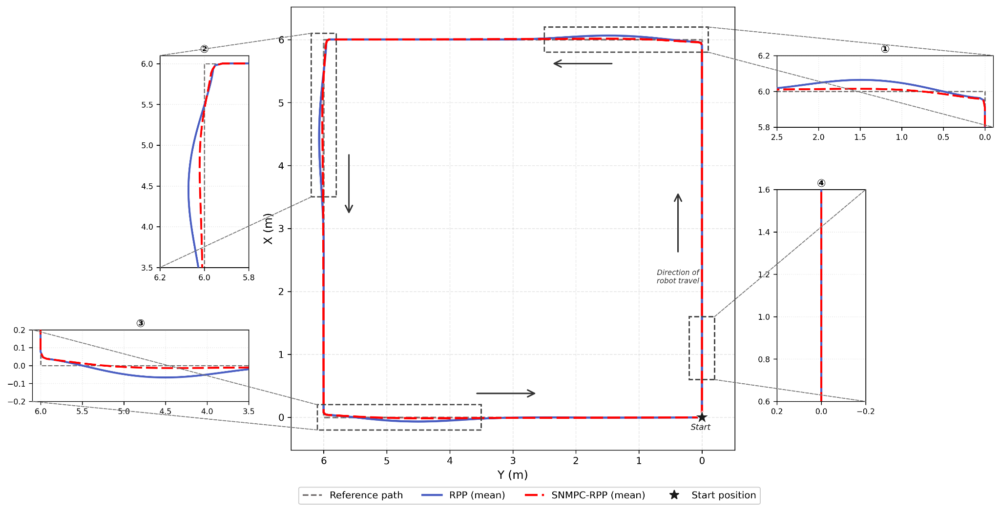 ①
6.2
6.0
5.8
2.5 2.0 1.5 1.0 0.5 0.0
②
6.0
5.5
5.0
4.5
4.0
3.5
6.2 6.0 5.8
③
0.2
0.1
0.0
−0.1
−0.2
6.0 5.5 5.0 4.5 4.0 3.5
④
1.6
1.4
1.2
1.0
0.8
0.6
0.2 0.0 −0.2
X (m)
6
5
4
3
2
1
0
Direction of
robot travel
Start
6 5 4 3 2 1 0
Y (m)
Reference path RPP (mean) SNMPC-RPP (mean) Start position